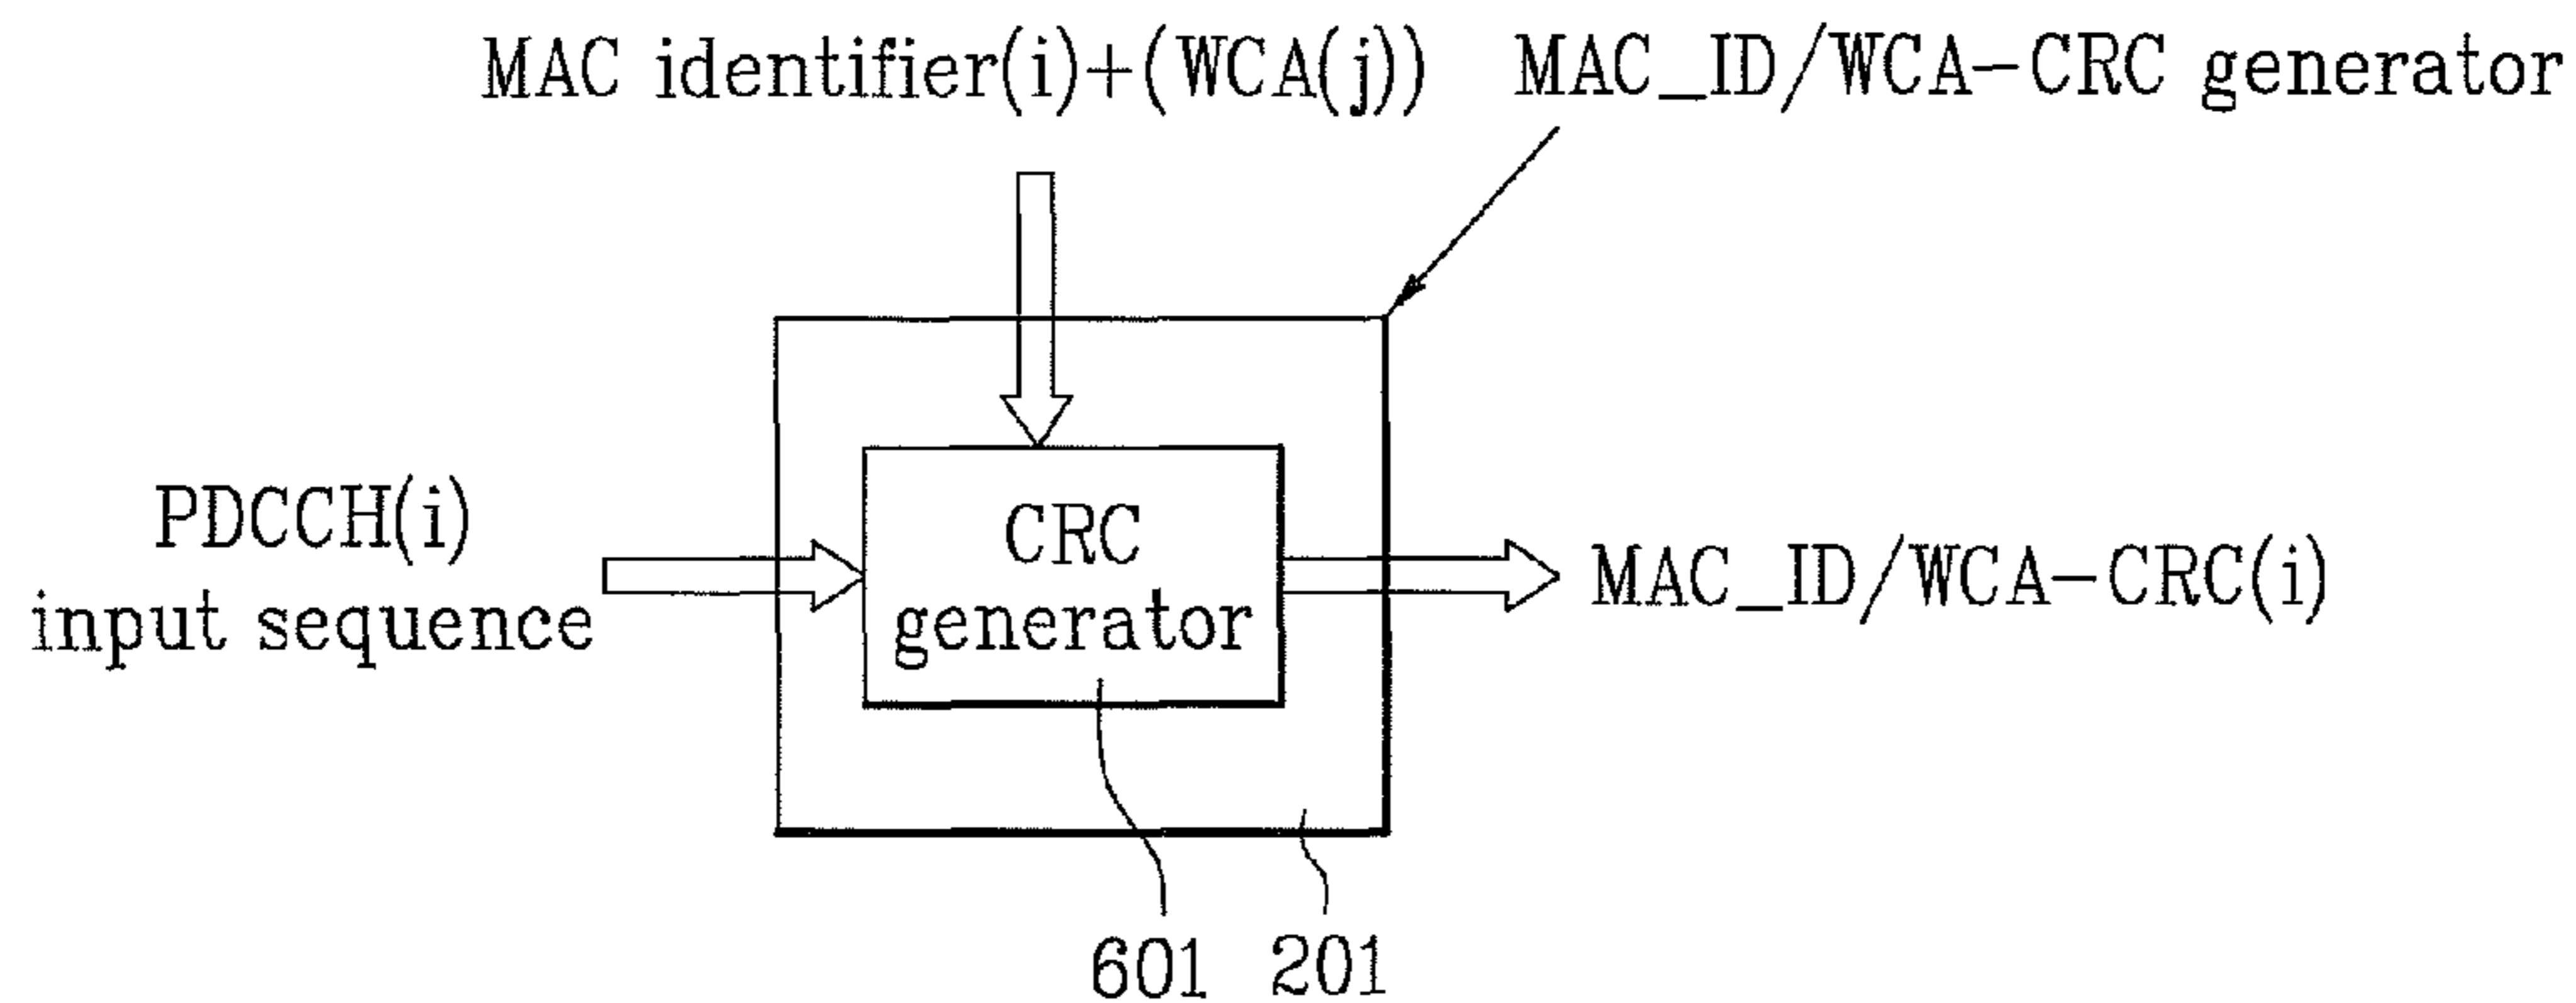 MAC identifier(i)+(WCA(j))
MAC_ID/WCA-CRC generator
PDCCH(i)
input sequence
CRC
generator
MAC_ID/WCA-CRC(i)
601
201